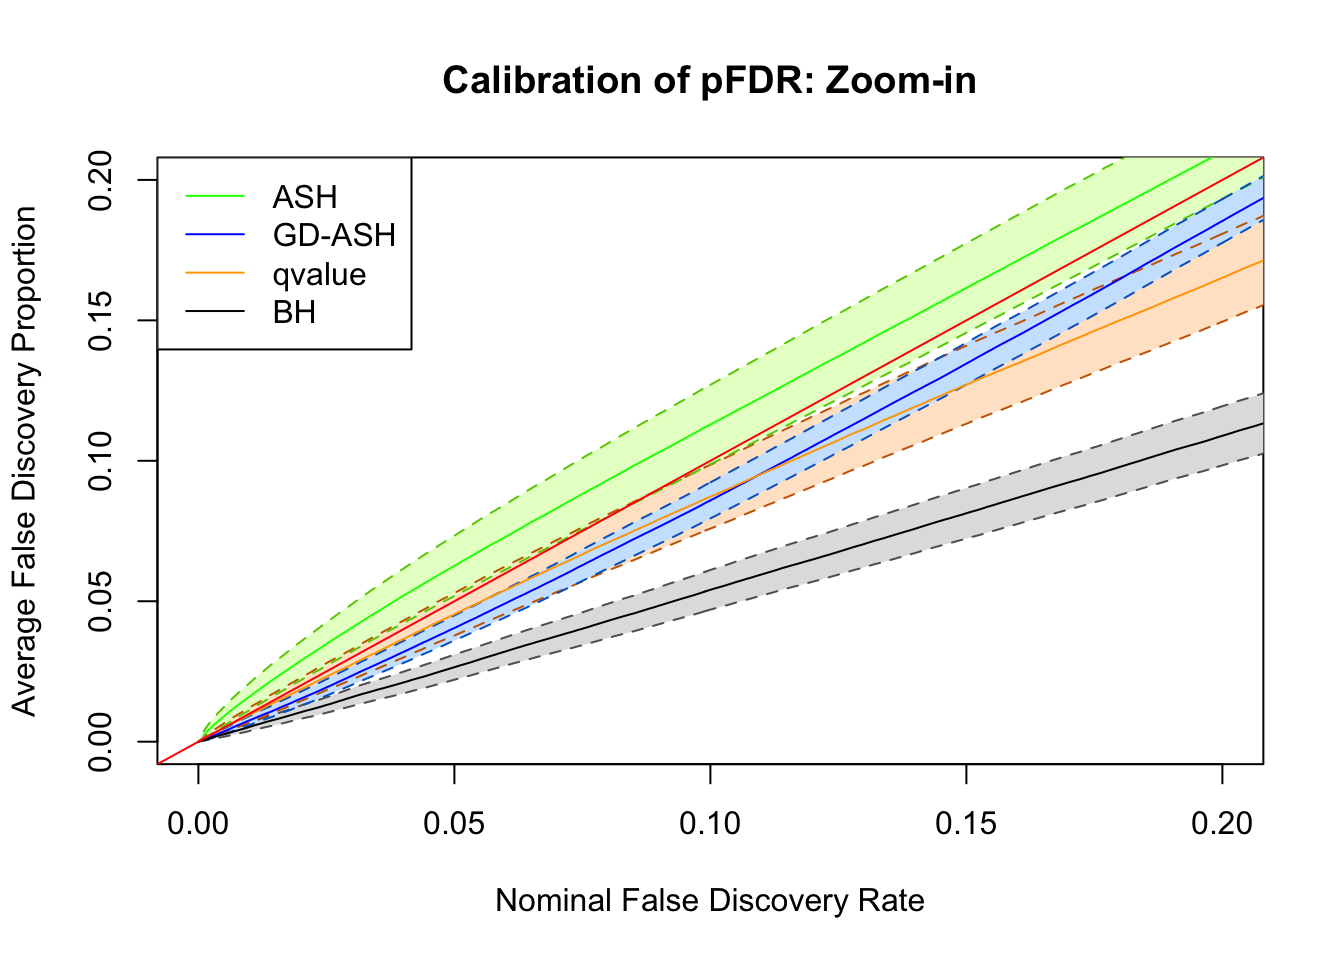 Calibration of pFDR: Zoom-in
Average False Discovery Proportion
0.20
0.15
0.10
0.05
0.00
ASH
GD-ASH
qvalue
BH
0.00 0.05 0.10 0.15 0.20
Nominal False Discovery Rate